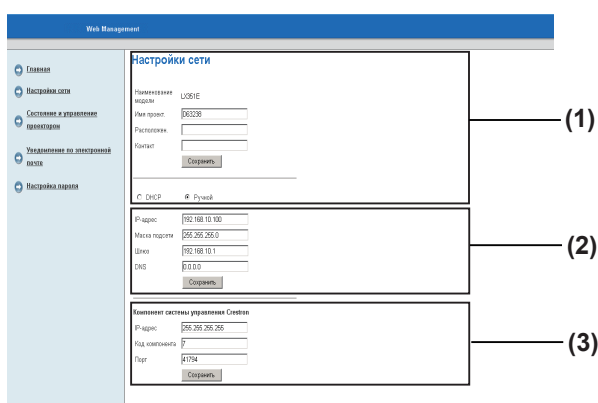 Web Management
Главная
Настройки сети
Состояние и управление
проектором
Уведомление по электронной
почте
Настройка пароля
Настройки сети
Наименование
модели
LX351E
Имя проект. D63238
Расположен.
Контакт
Сохранить
DHCP Ручной
IP-адрес 192.168.10.100
Маска подсети 255.255.255.0
Шлюз 192.168.10.1
DNS 0.0.0.0
Сохранить
Компонент системы управления Crestron
IP-адрес 255.255.255.255
Код компонента 7
Порт 41794
Сохранить
(1)
(2)
(3)